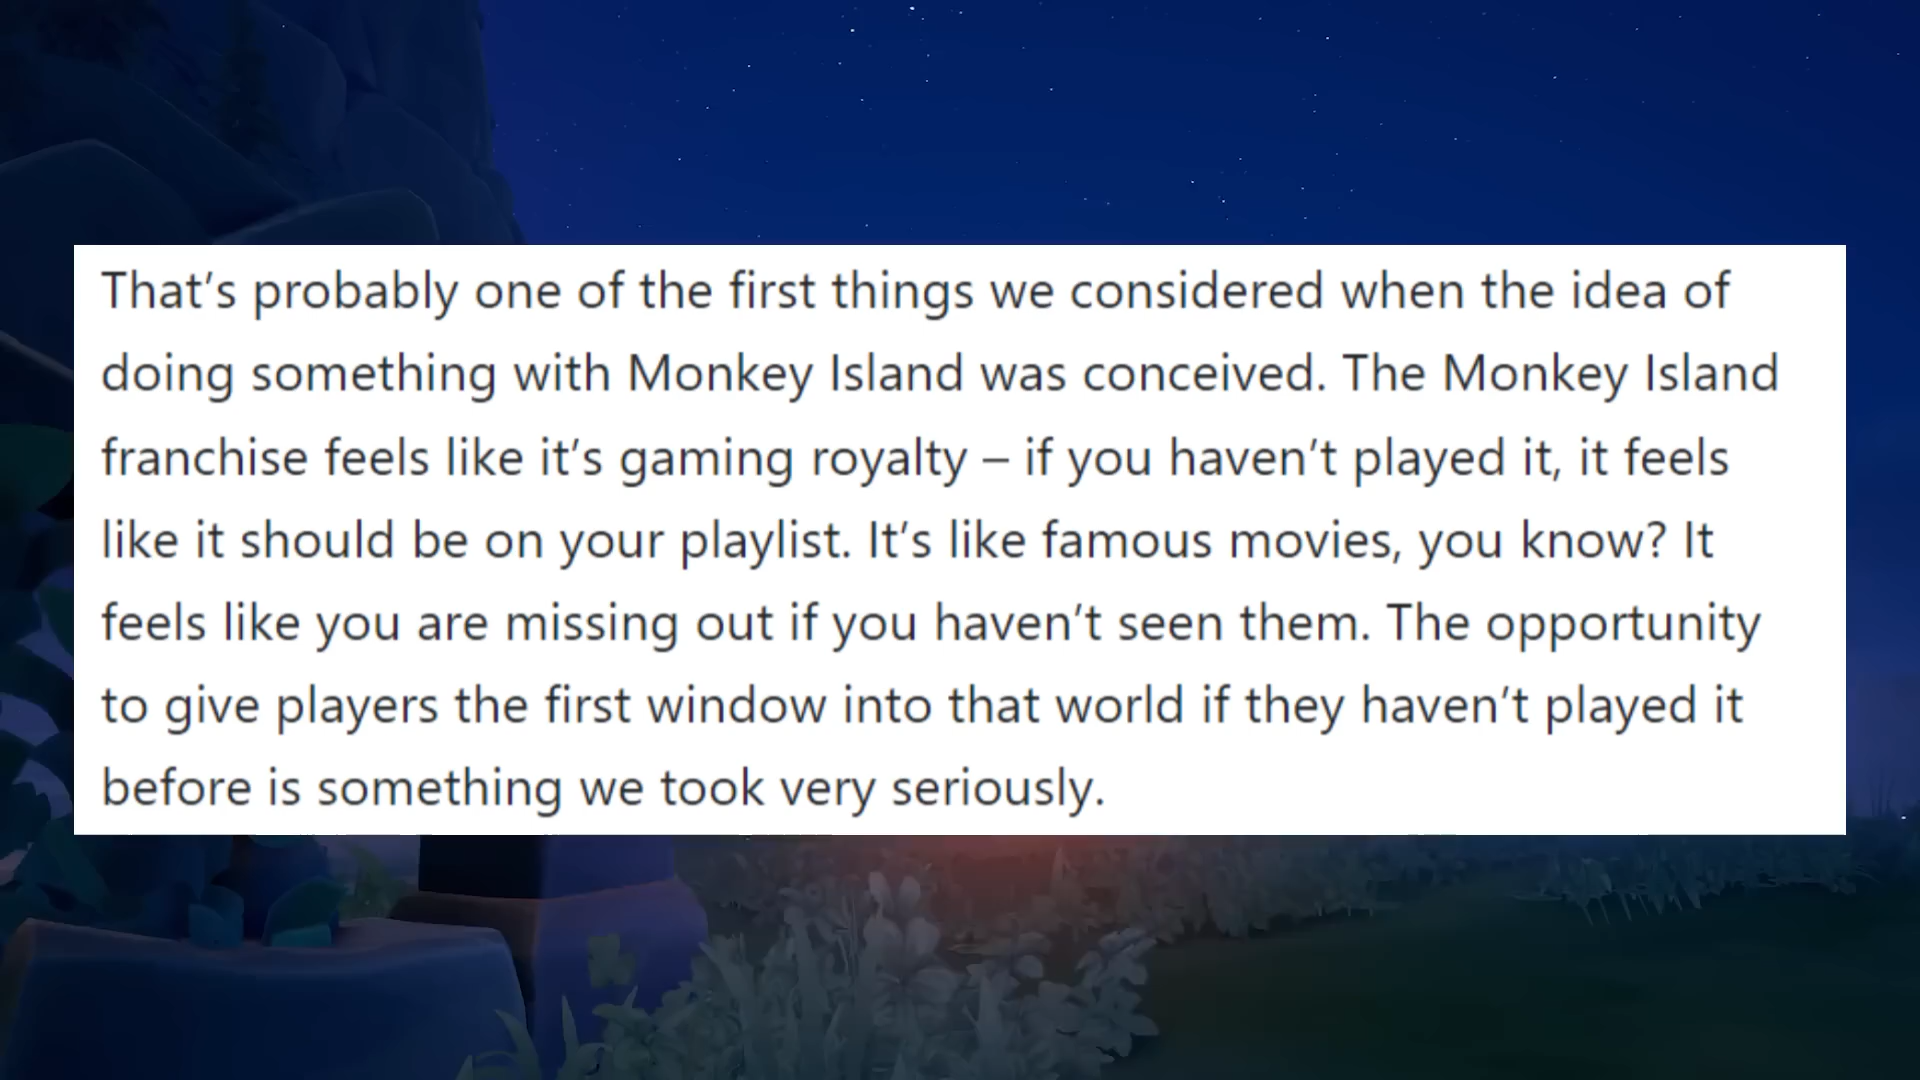 That’s probably one of the first things we considered when the idea of
doing something with Monkey Island was conceived. The Monkey Island
franchise feels like it’s gaming royalty – if you haven’t played it, it feels
like it should be on your playlist. It’s like famous movies, you know? It
feels like you are missing out if you haven’t seen them. The opportunity
to give players the first window into that world if they haven’t played it
before is something we took very seriously.